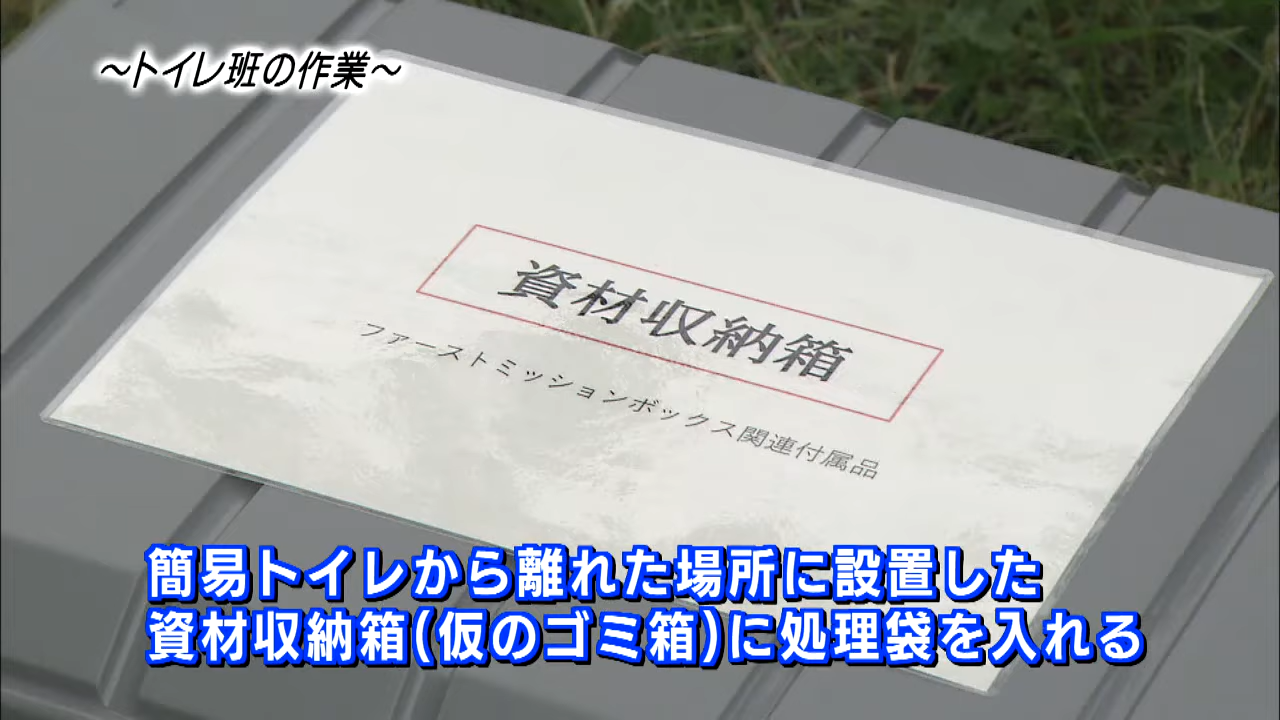 ～トイレ班の作業～
資材収納箱
ファーストミッションボックス関連付属品
簡易トイレから離れた場所に設置した
資材収納箱(仮のゴミ箱)に処理袋を入れる